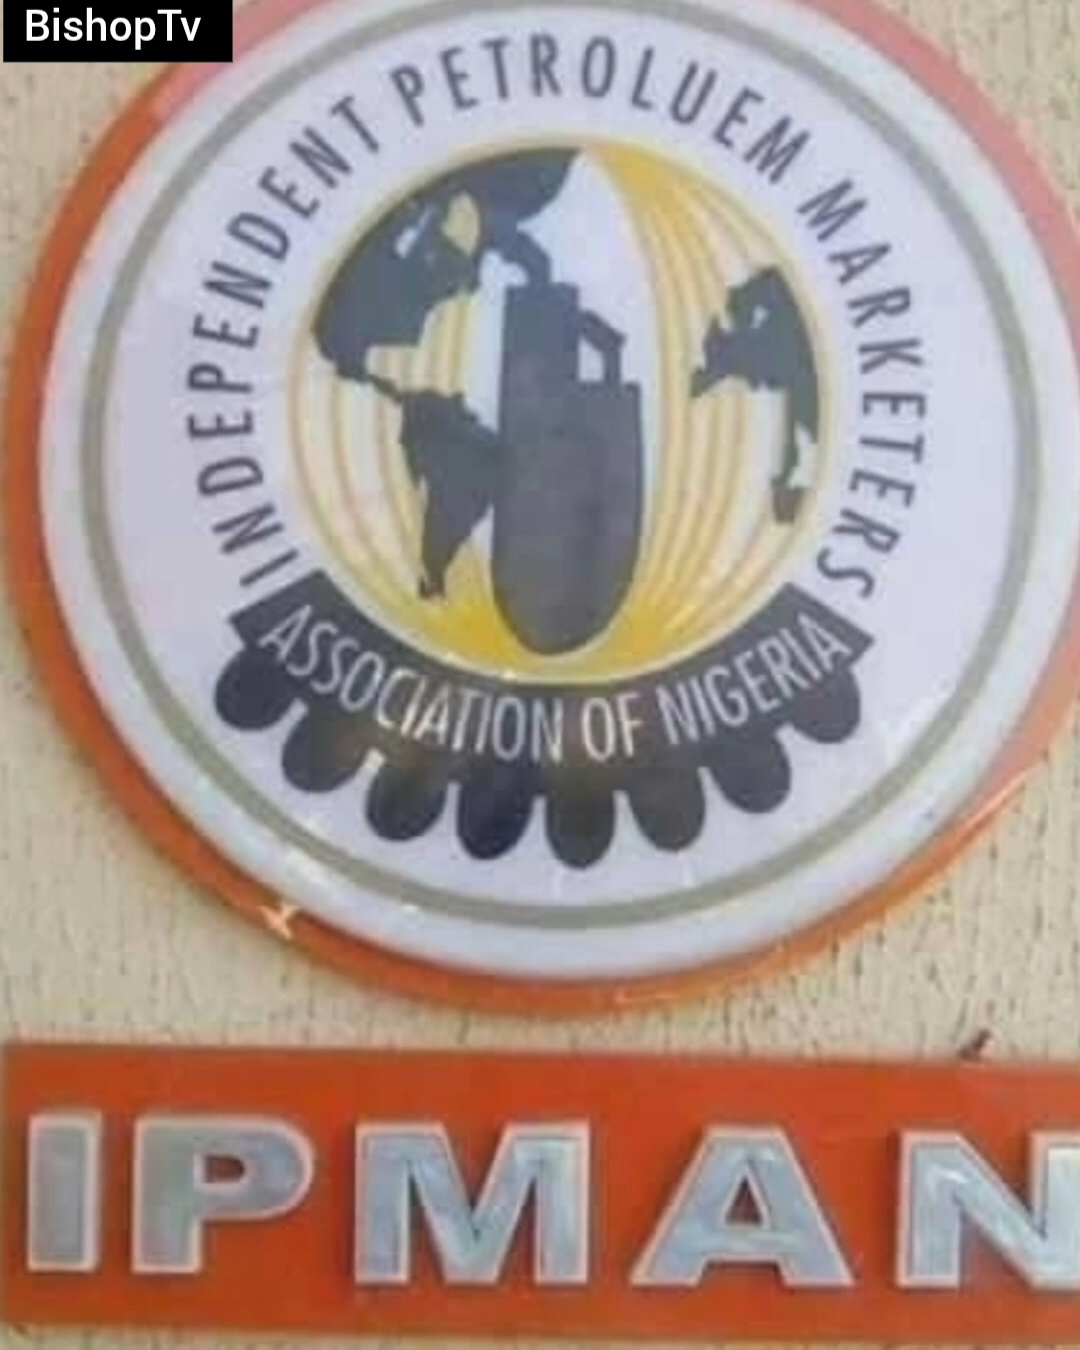 BishopTv
INDEPENDENT PETROLUEM MARKETERS
ASSOCIATION OF NIGERIA
IPMAN